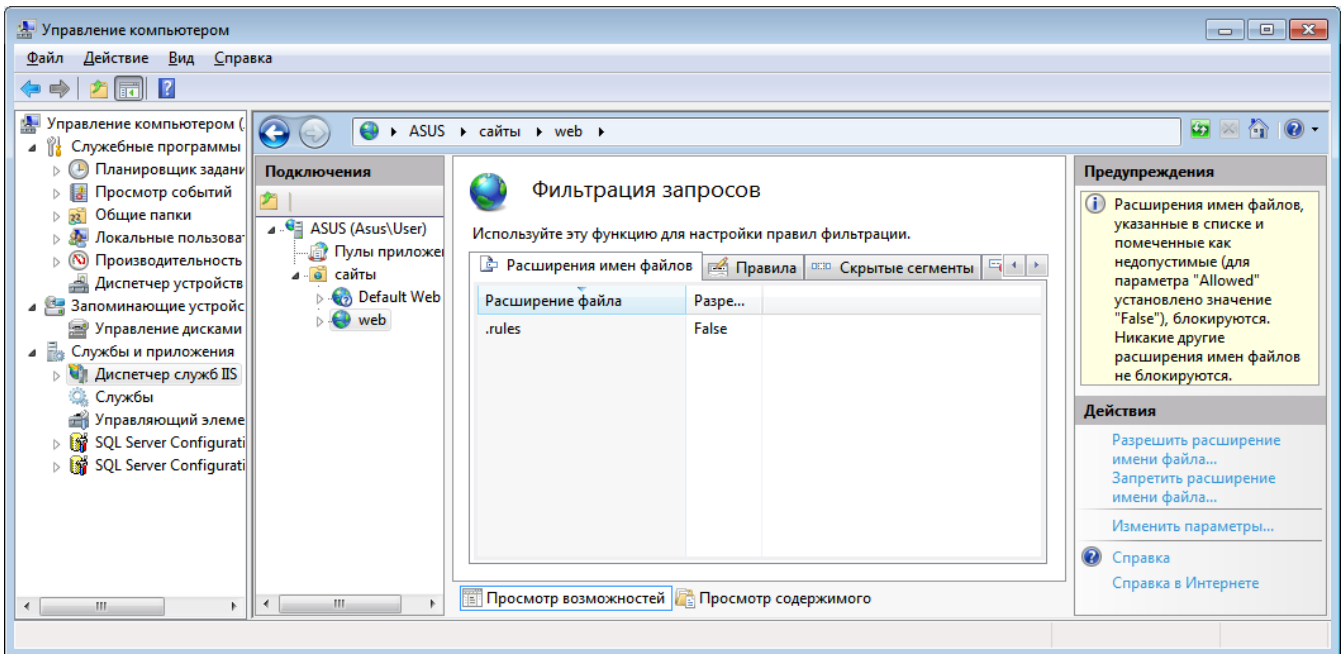 Управление компьютером
Файл Действие Вид Справка
Управление компьютером (
Служебные программы
Планировщик задани
Просмотр событий
Общие папки
Локальные пользоват
Производительность
Диспетчер устройств
Запоминающие устройс
Управление дисками
Службы и приложения
Диспетчер служб IIS
Службы
Управляющий элеме
SQL Server Configurati
SQL Server Configurati
ASUS сайты web
Подключения
ASUS (Asus\User)
Пулы приложен
сайты
Default Web
web
Фильтрация запросов
Используйте эту функцию для настройки правил фильтрации.
Расширения имен файлов Правила Скрытые сегменты
Расширение файла Разре...
.rules False
Просмотр возможностей Просмотр содержимого
Предупреждения
Расширения имен файлов,
указанные в списке и
помеченные как
недопустимые (для
параметра "Allowed"
установлено значение
"False"), блокируются.
Никакие другие
расширения имен файлов
не блокируются.
Действия
Разрешить расширение
имени файла...
Запретить расширение
имени файла...
Изменить параметры...
Справка
Справка в Интернете